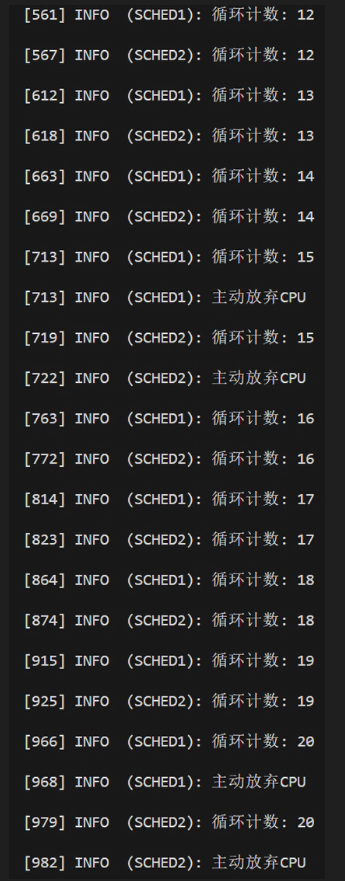 [561] INFO (SCHED1): 循环计数: 12
[567] INFO (SCHED2): 循环计数: 12
[612] INFO (SCHED1): 循环计数: 13
[618] INFO (SCHED2): 循环计数: 13
[663] INFO (SCHED1): 循环计数: 14
[669] INFO (SCHED2): 循环计数: 14
[713] INFO (SCHED1): 循环计数: 15
[713] INFO (SCHED1): 主动放弃CPU
[719] INFO (SCHED2): 循环计数: 15
[722] INFO (SCHED2): 主动放弃CPU
[763] INFO (SCHED1): 循环计数: 16
[772] INFO (SCHED2): 循环计数: 16
[814] INFO (SCHED1): 循环计数: 17
[823] INFO (SCHED2): 循环计数: 17
[864] INFO (SCHED1): 循环计数: 18
[874] INFO (SCHED2): 循环计数: 18
[915] INFO (SCHED1): 循环计数: 19
[925] INFO (SCHED2): 循环计数: 19
[966] INFO (SCHED1): 循环计数: 20
[968] INFO (SCHED1): 主动放弃CPU
[979] INFO (SCHED2): 循环计数: 20
[982] INFO (SCHED2): 主动放弃CPU